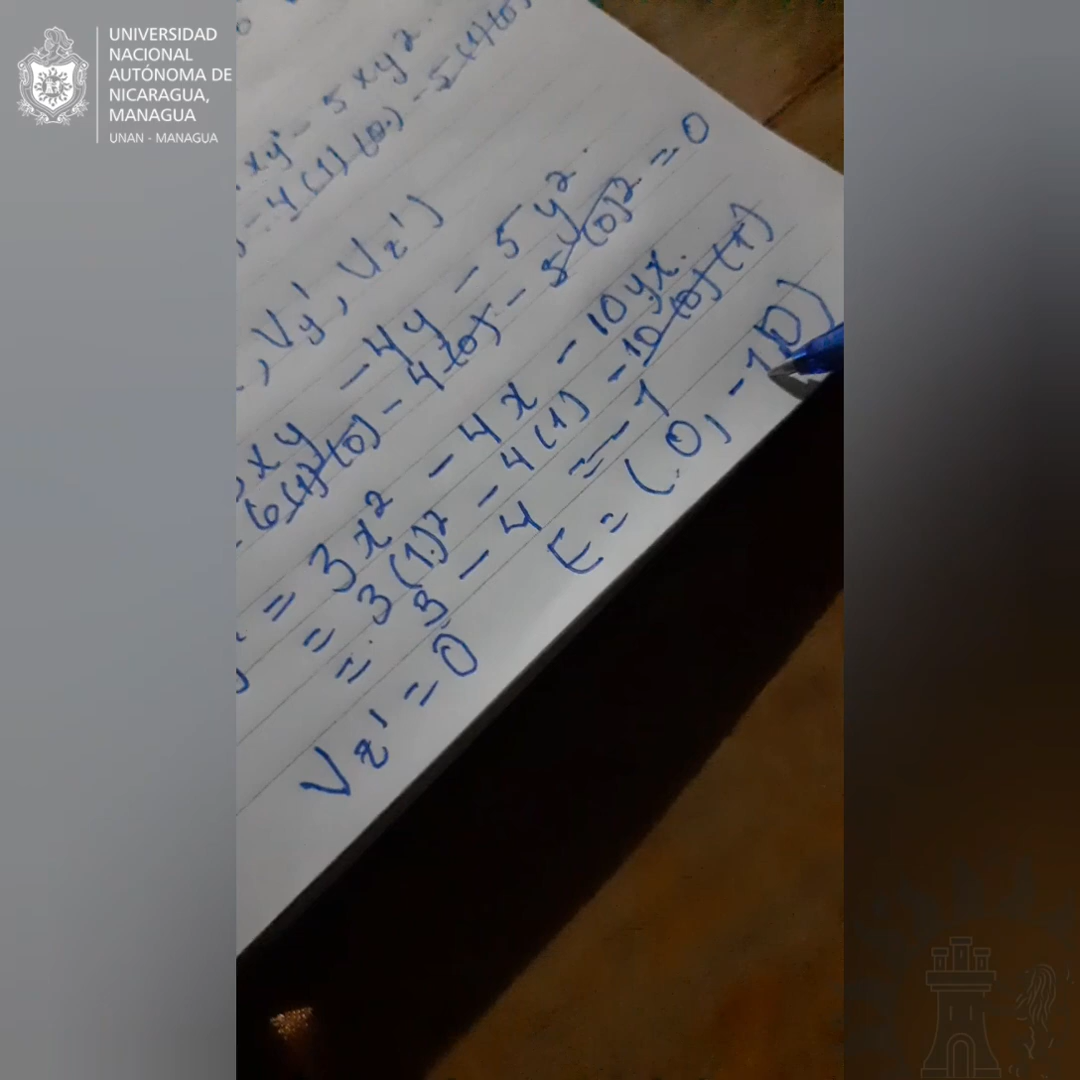 UNIVERSIDAD
NACIONAL
AUTÓNOMA DE
NICARAGUA,
MANAGUA
UNAN - MANAGUA
xy - 5xy²
- 4(1)(0) - 5(1)(0)
, Vy', Vz')
xy - 4y - 5y²
6(1)(0) - 4(0) - 5(0)² = 0
= 3x² - 4x - 10yx
= 3(1)² - 4(1) - 10(0)(1)
= 3 - 4 = -1
Vz' = 0
E = (0, -1,0)